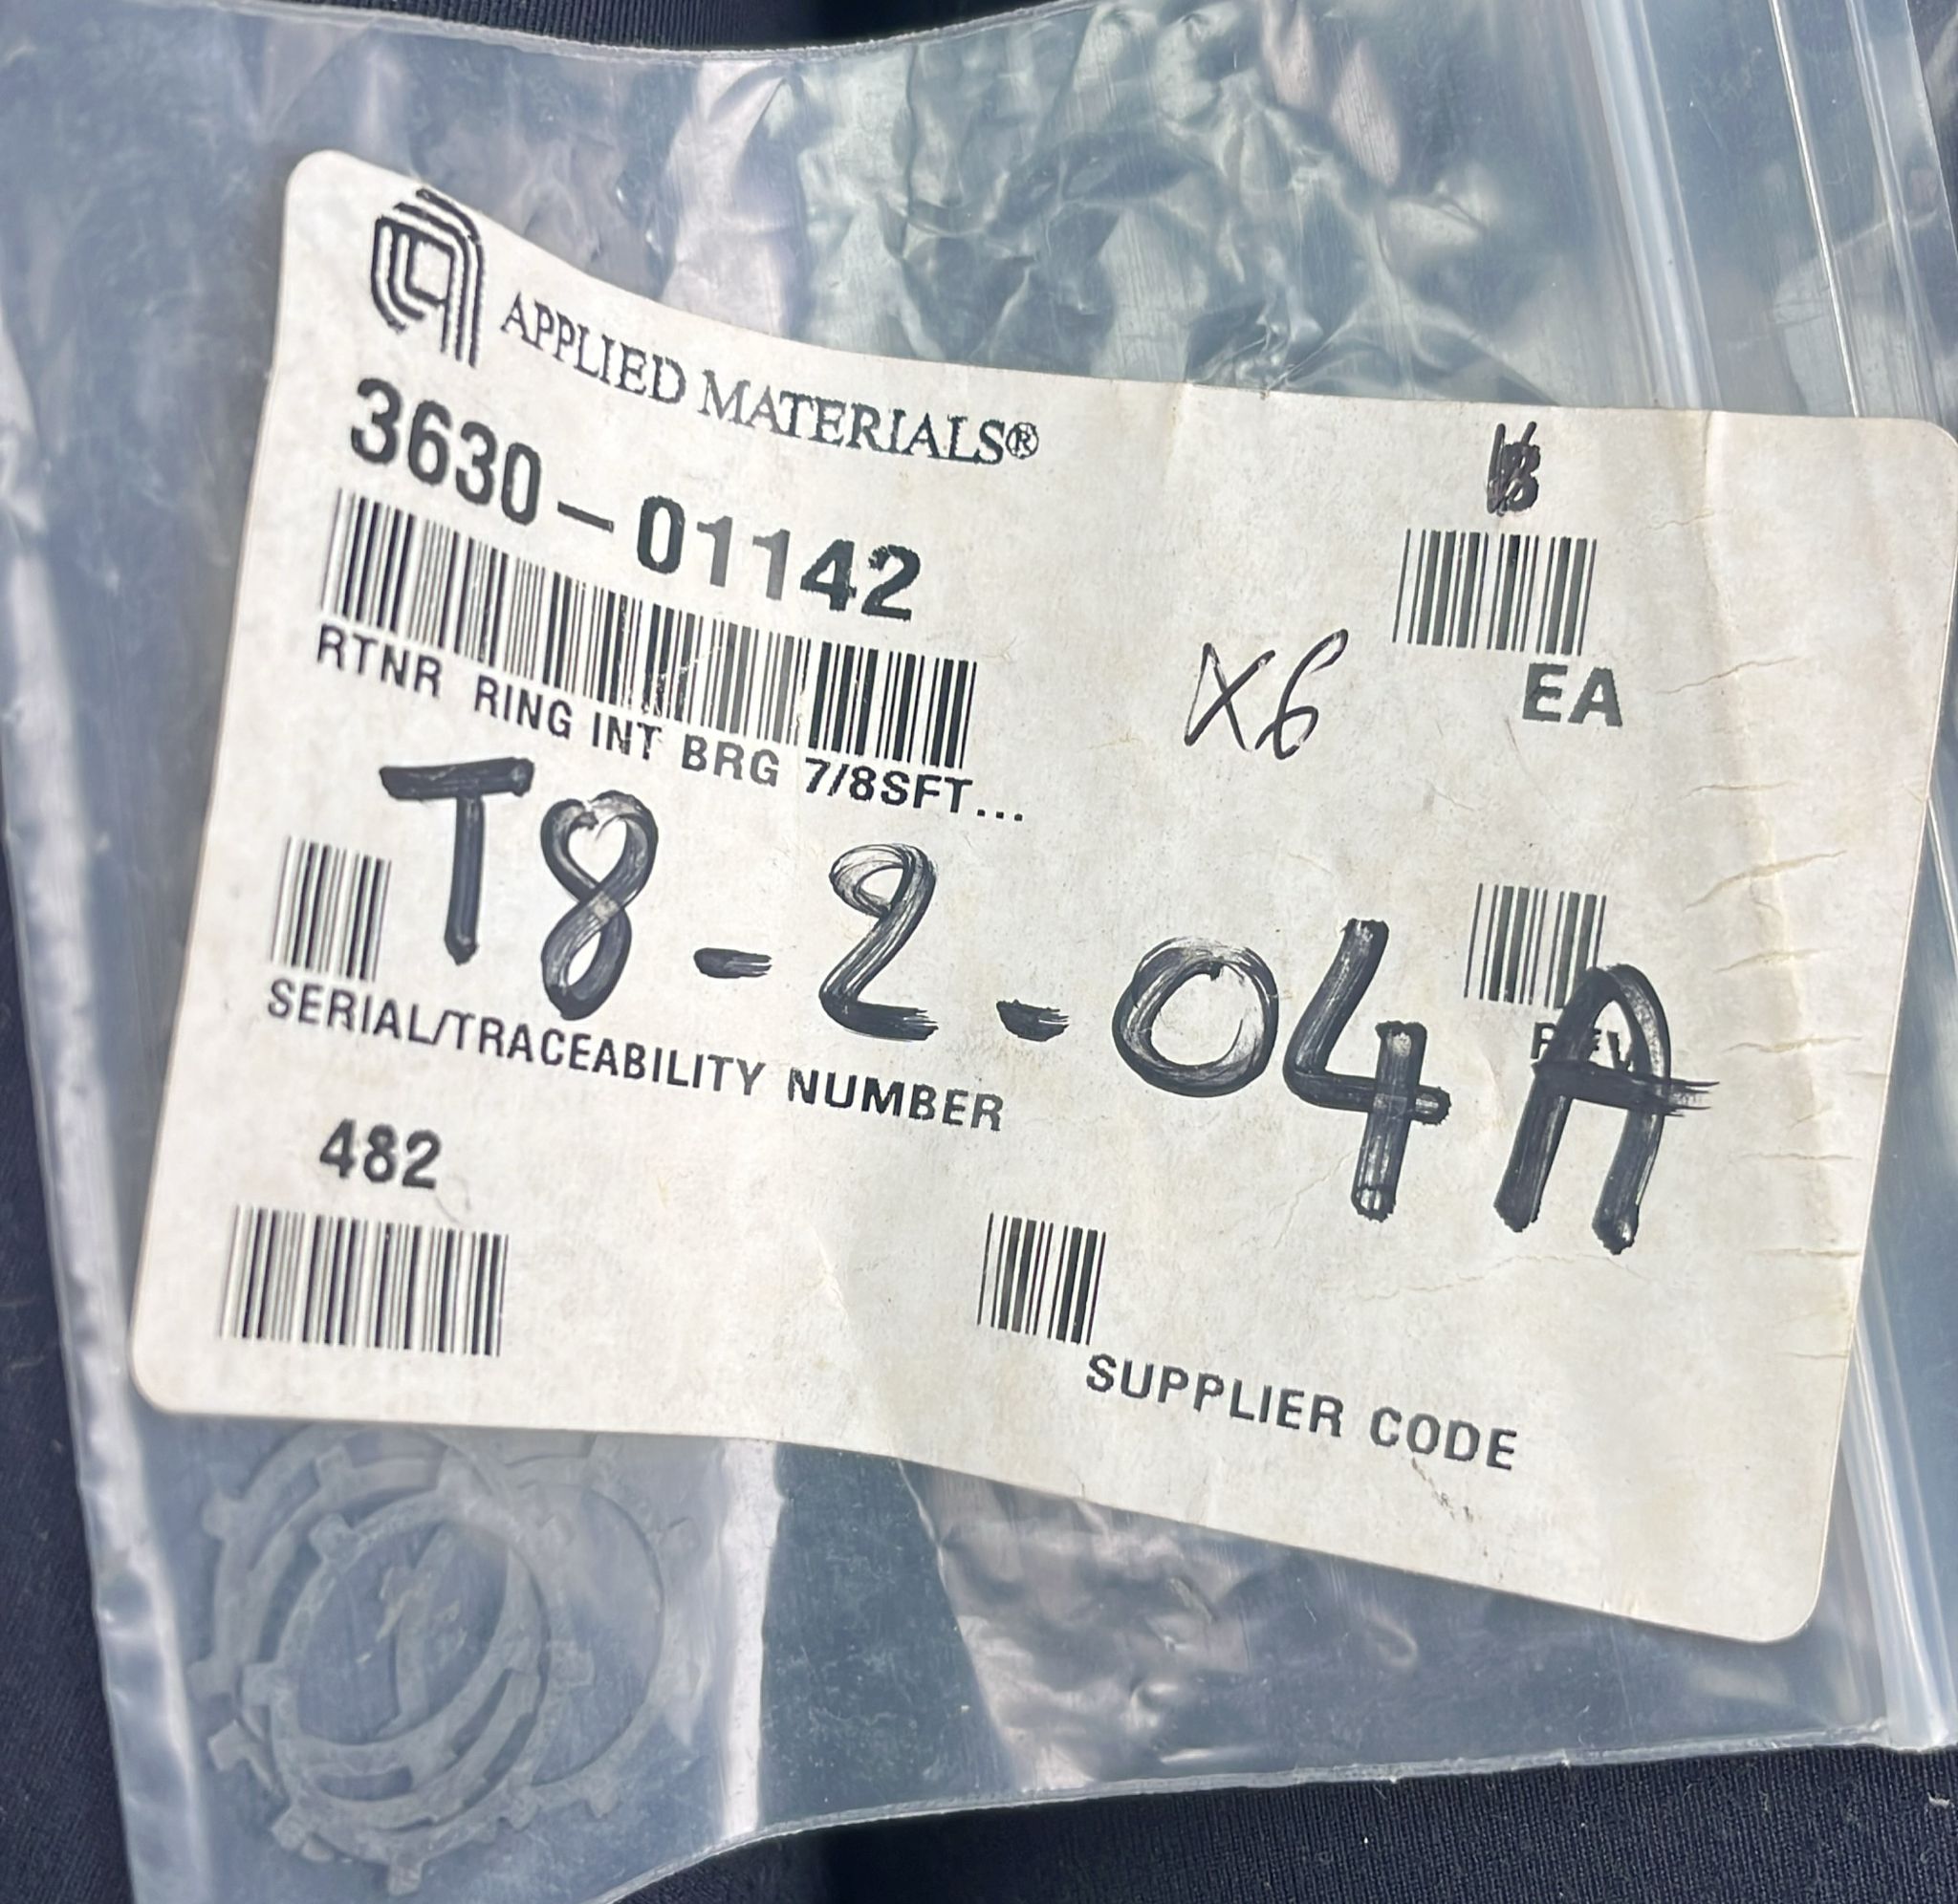 APPLIED MATERIALS®
3630-01142
EA
RTNR RING INT BRG 7/8SFT...
X6
T8-2-04A
REV
SERIAL/TRACEABILITY NUMBER
482
SUPPLIER CODE